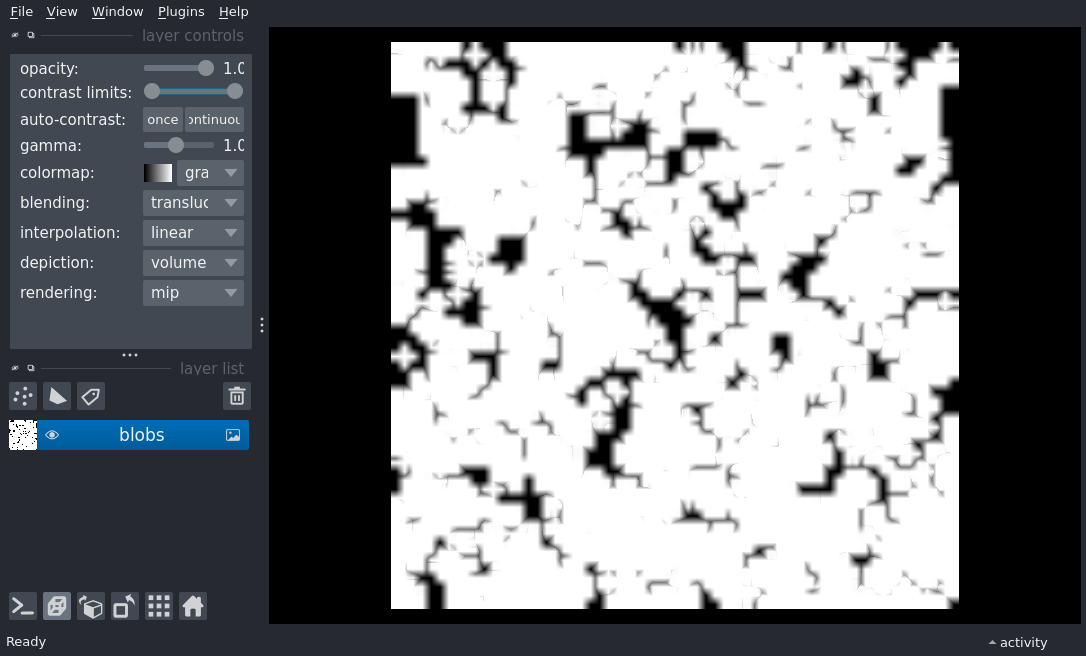 File View Window Plugins Help
layer controls
opacity: 1.0
contrast limits:
auto-contrast: once ontinuou
gamma: 1.0
colormap: gra
blending: transluc
interpolation: linear
depiction: volume
rendering: mip
layer list
blobs
Ready activity